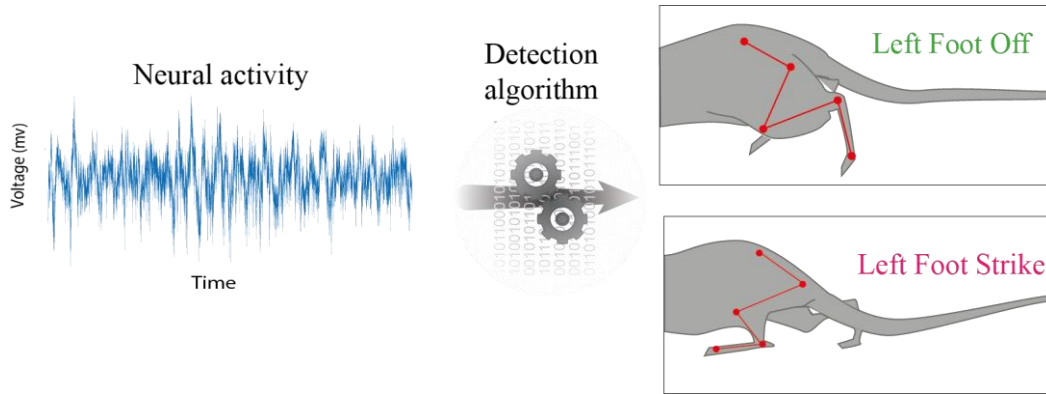 Neural activity
Voltage (mv)
Time
Detection
algorithm
Left Foot Off
Left Foot Strike